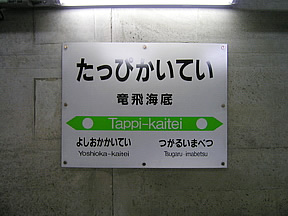 たっぴかいてい
竜飛海底
Tappi-kaitei
よしおかかいてい つがるいまべつ
Yoshioka-kaitei Tsugaru-imabetsu